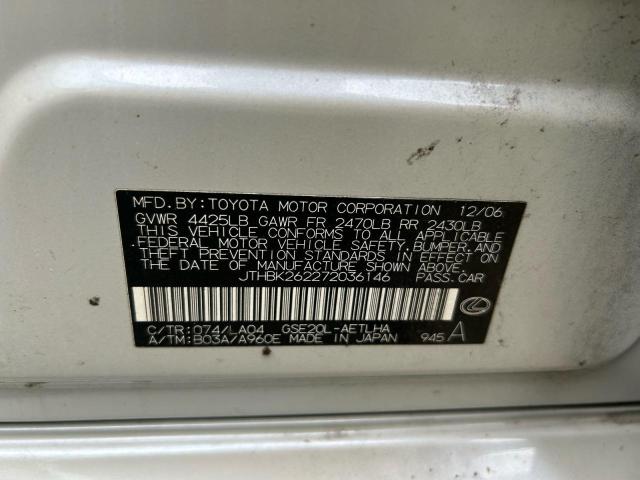 MFD. BY: TOYOTA MOTOR CORPORATION 12/06
GVWR 4425LB GAWR FR 2470LB RR 2430LB
THIS VEHICLE CONFORMS TO ALL APPLICABLE
FEDERAL MOTOR VEHICLE SAFETY, BUMPER, AND
THEFT PREVENTION STANDARDS IN EFFECT ON
THE DATE OF MANUFACTURE SHOWN ABOVE.
JTHBK262272036146 PASS. CAR
C/TR: 074/LA04 GSE20L-AETLHA
A/TM: B03A/A960E MADE IN JAPAN 945 A